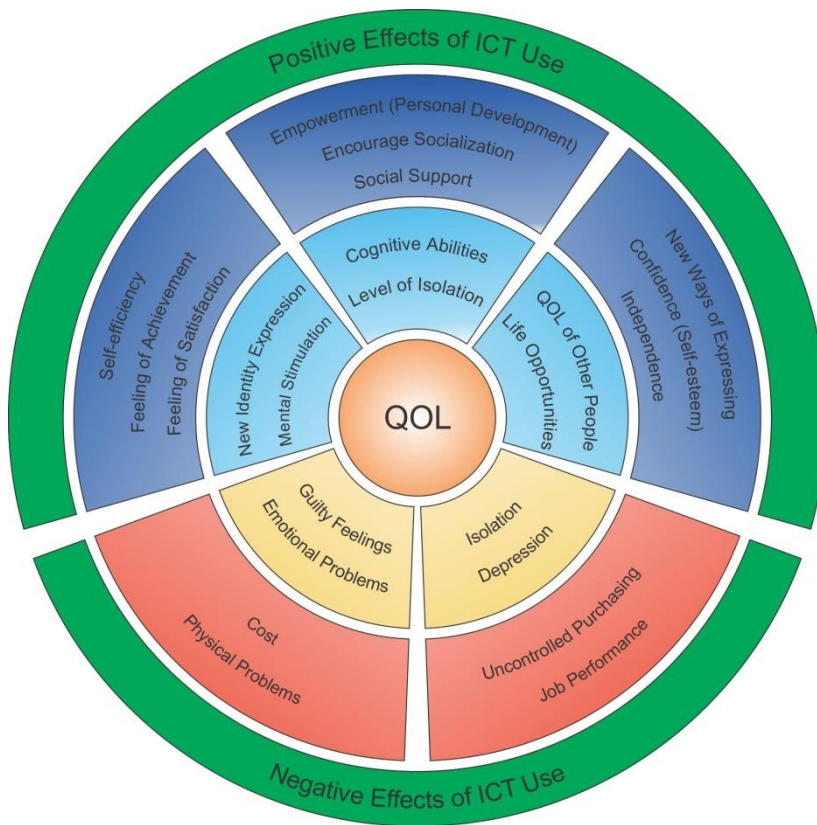 Positive Effects of ICT Use
Empowerment (Personal Development)
Encourage Socialization
Social Support
Self-efficiency
Feeling of Achievement
Feeling of Satisfaction
New Ways of Expressing
Confidence (Self-esteem)
Independence
Cognitive Abilities
Level of Isolation
New Identity Expression
Mental Stimulation
QOL of Other People
Life Opportunities
QOL
Guilty Feelings
Emotional Problems
Isolation
Depression
Cost
Physical Problems
Uncontrolled Purchasing
Job Performance
Negative Effects of ICT Use